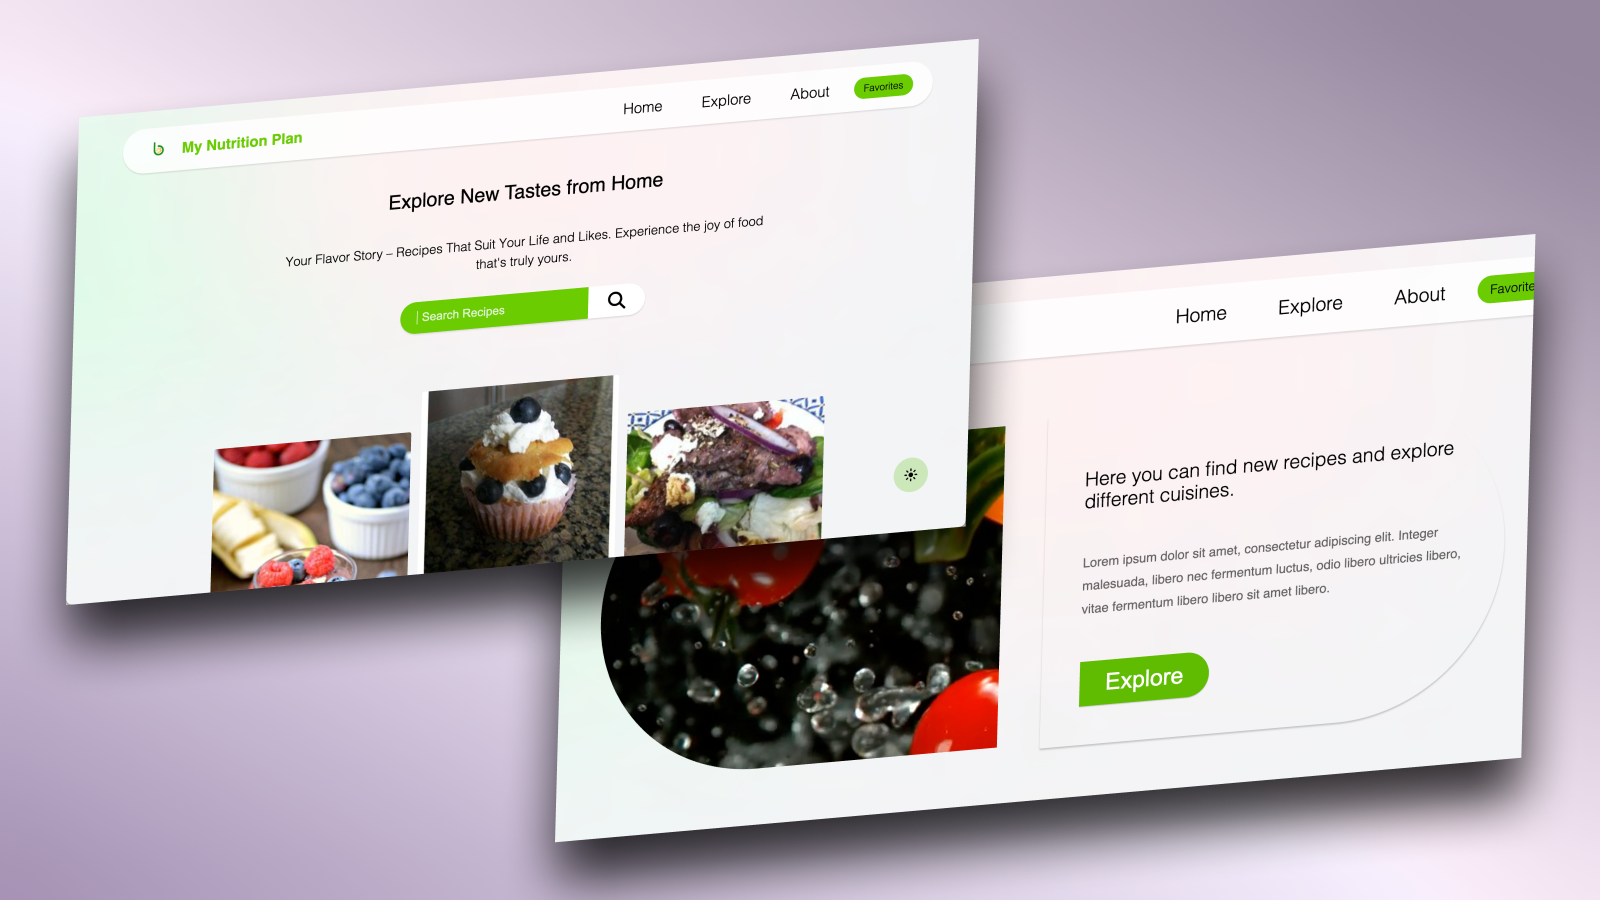 My Nutrition Plan
Home
Explore
About
Favorites
Explore New Tastes from Home
Your Flavor Story – Recipes That Suit Your Life and Likes. Experience the joy of food
that's truly yours.
Search Recipes
Home
Explore
About
Favorite
Here you can find new recipes and explore
different cuisines.
Lorem ipsum dolor sit amet, consectetur adipiscing elit. Integer
malesuada, libero nec fermentum luctus, odio libero ultricies libero,
vitae fermentum libero libero sit amet libero.
Explore